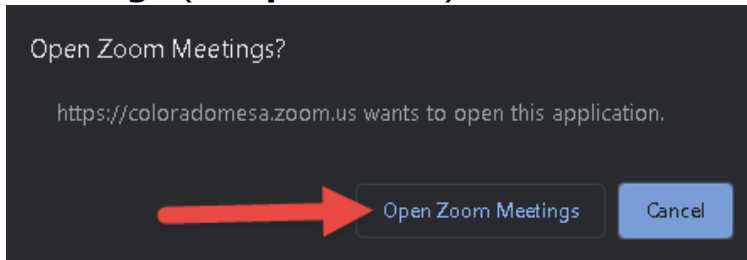 Open Zoom Meetings?
https://coloradomesa.zoom.us wants to open this application.
Open Zoom Meetings Cancel